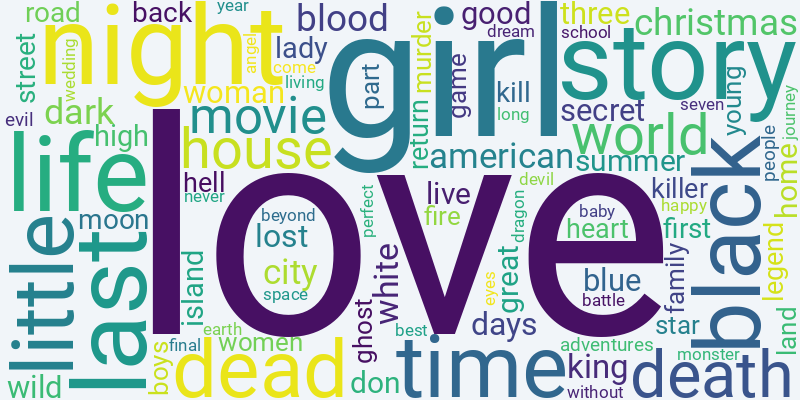 road
back
year
blood
good
three
christmas
street
wedding
night
angel
lady
come
living
woman
part
return
murder
girl
game
dream
kill
long
school
story
secret
seven
young
evil
dark
high
movie
house
american
world
summer
people
journey
home
life
hell
never
love
live
devil
killer
happy
black
moon
little
last
island
beyond
lost
city
space
perfect
fire
white
ghost
dragon
baby
heart
first
eyes
great
blue
battle
family
legend
star
land
earth
women
best
days
adventures
monster
wild
boys
final
dead
don
time
king
without
death